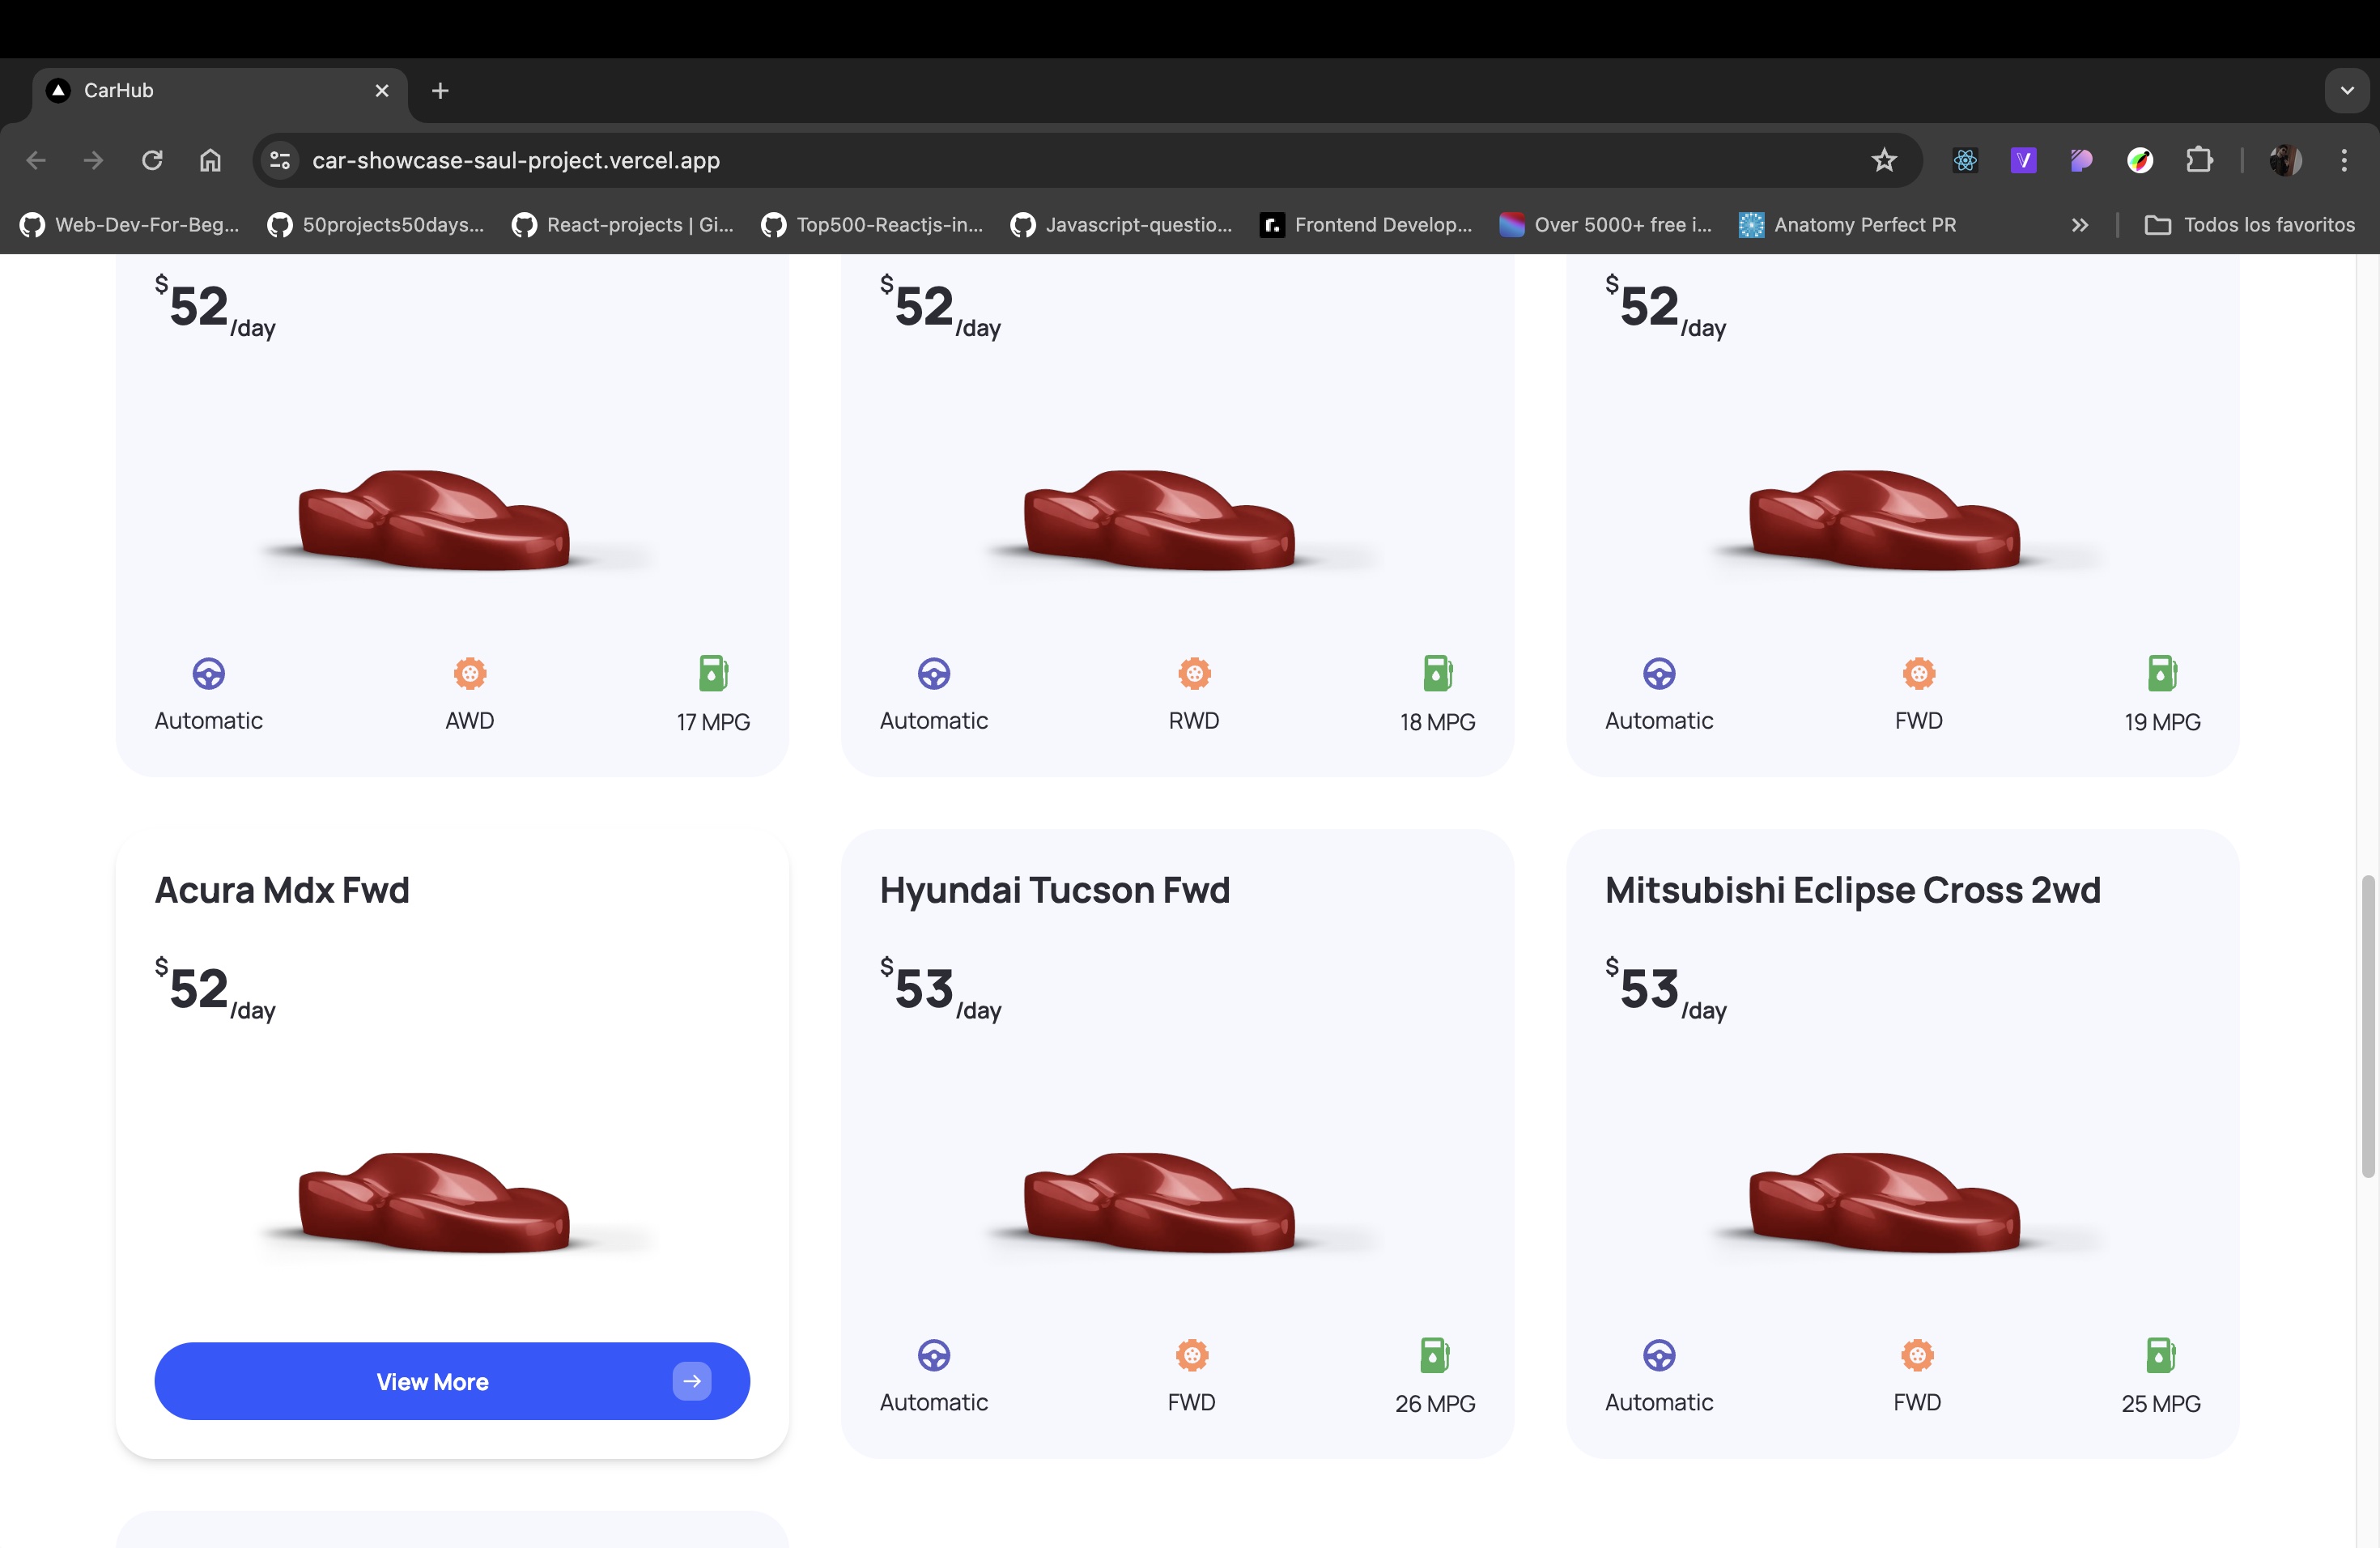 CarHub
car-showcase-saul-project.vercel.app
Web-Dev-For-Beg... 50projects50days... React-projects | Gi... Top500-Reactjs-in... Javascript-questio... Frontend Develop... Over 5000+ free i... Anatomy Perfect PR Todos los favoritos
$52/day $52/day $52/day
Automatic AWD 17 MPG Automatic RWD 18 MPG Automatic FWD 19 MPG
Acura Mdx Fwd Hyundai Tucson Fwd Mitsubishi Eclipse Cross 2wd
$52/day $53/day $53/day
View More Automatic FWD 26 MPG Automatic FWD 25 MPG